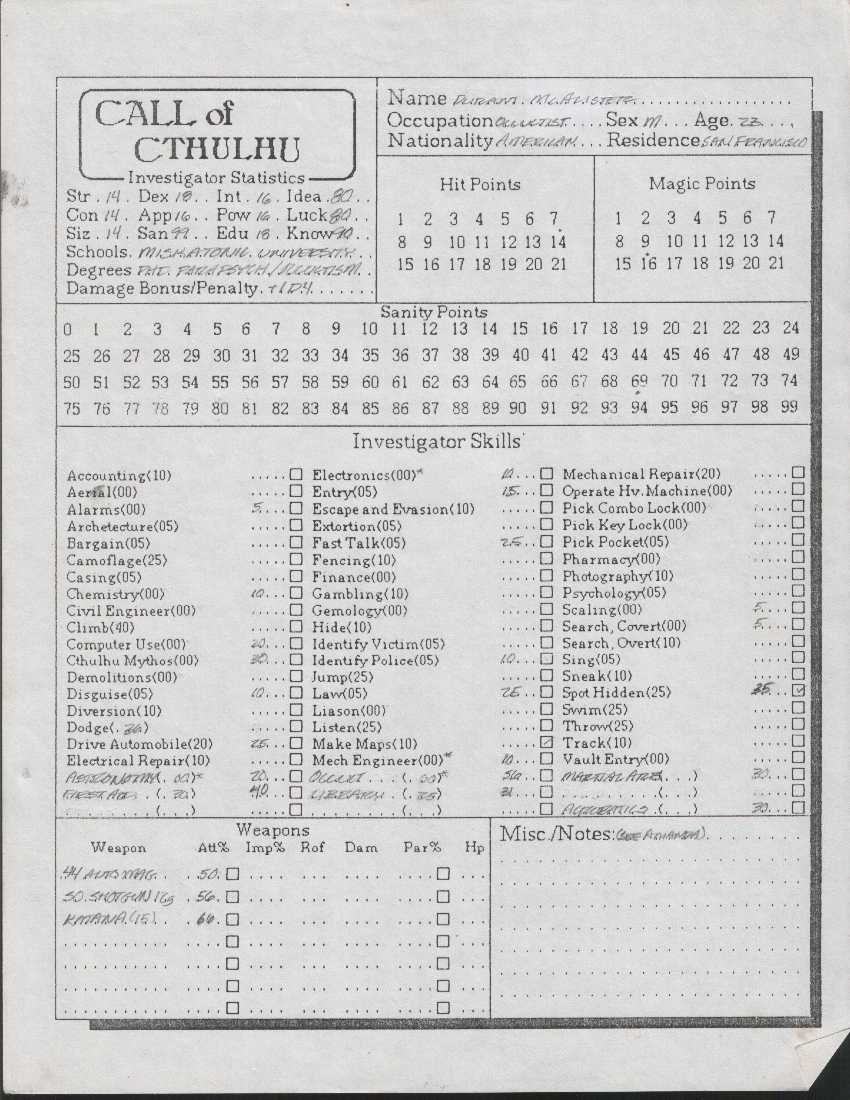 CALL of
CTHULHU
Name Durant. McAlistere
Occupation Occultist.... Sex M... Age. 23....
Nationality American... Residence San Francisco
Investigator Statistics
Str . 14 . Dex 18 . . Int . 16 . Idea . 80 . .
Con 14 . App 16 . . Pow 16 . Luck 80 . .
Siz . 14 . San 99 . . Edu 18 . Know 90 . .
Schools. Miskatonic. University. .
Degrees PhD. Parapsych/Occultism. .
Damage Bonus/Penalty. +1D4. . . . . . .
Hit Points
1 2 3 4 5 6 7
8 9 10 11 12 13 14
15 16 17 18 19 20 21
Magic Points
1 2 3 4 5 6 7
8 9 10 11 12 13 14
15 16 17 18 19 20 21
Sanity Points
0 1 2 3 4 5 6 7 8 9 10 11 12 13 14 15 16 17 18 19 20 21 22 23 24
25 26 27 28 29 30 31 32 33 34 35 36 37 38 39 40 41 42 43 44 45 46 47 48 49
50 51 52 53 54 55 56 57 58 59 60 61 62 63 64 65 66 67 68 69 70 71 72 73 74
75 76 77 78 79 80 81 82 83 84 85 86 87 88 89 90 91 92 93 94 95 96 97 98 99
Investigator Skills
Accounting(10)
Aerial(00)
Alarms(00) 5
Archetecture(05)
Bargain(05)
Camoflage(25)
Casing(05)
Chemistry(00) 10
Civil Engineer(00)
Climb(40)
Computer Use(00) 20
Cthulhu Mythos(00) 30
Demolitions(00)
Disguise(05) 10
Diversion(10)
Dodge(. 36)
Drive Automobile(20) 25
Electrical Repair(10)
Astronomy(. 00)* 20
First Aid . (. 30) 40
Electronics(00)* 10
Entry(05) 15
Escape and Evasion(10)
Extortion(05)
Fast Talk(05) 25
Fencing(10)
Finance(00)
Gambling(10)
Gemology(00)
Hide(10)
Identify Victim(05)
Identify Police(05) 10
Jump(25)
Law(05) 25
Liason(00)
Listen(25)
Make Maps(10)
Mech Engineer(00)* 10
Occult . . . (. 00)* 56
Library . (. 25) 31
Mechanical Repair(20)
Operate Hv. Machine(00)
Pick Combo Lock(00)
Pick Key Lock(00)
Pick Pocket(05)
Pharmacy(00)
Photography(10)
Psychology(05)
Scaling(00) 5
Search, Covert(00) 5
Search, Overt(10)
Sing(05)
Sneak(10)
Spot Hidden(25) 35
Swim(25)
Throw(25)
Track(10)
Vault Entry(00)
Martial Arts(. . .) 30
Acrobatics . (. . .) 30
Weapons
Weapon Att% Imp% Rof Dam Par% Hp
.44 Auto Mag. . 50.
50. Shotgun 12g . 56.
Katana.(15). . . 66.
Misc./Notes: